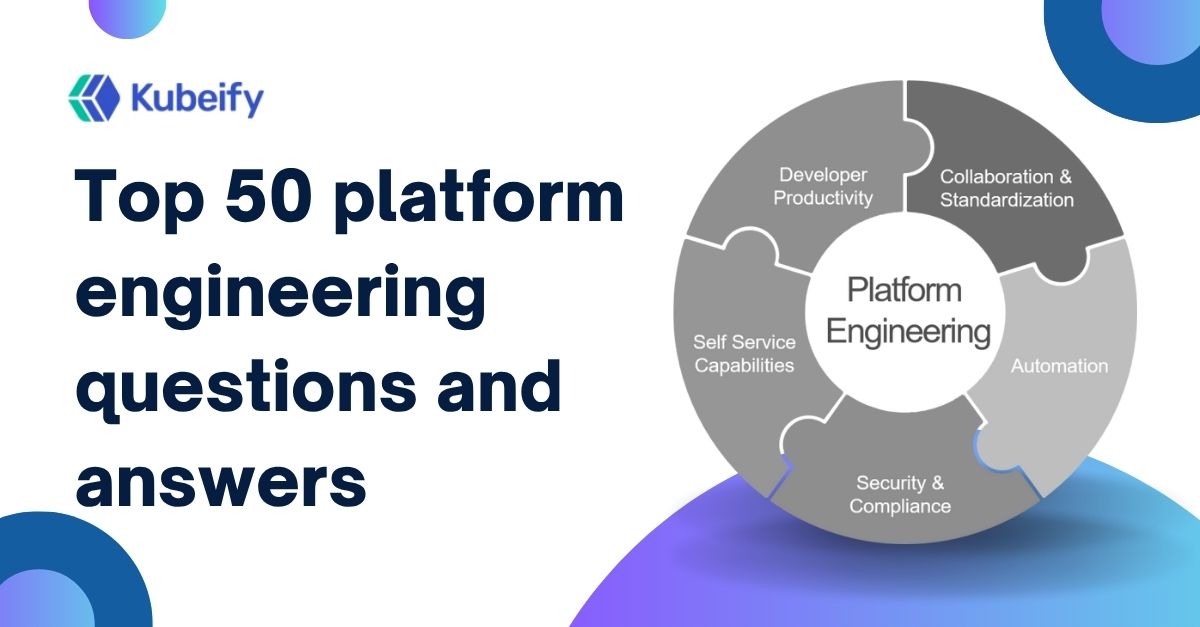 Kubeify
Top 50 platform
engineering
questions and
answers
Developer
Productivity
Collaboration &
Standardization
Platform
Engineering
Self Service
Capabilities
Automation
Security &
Compliance